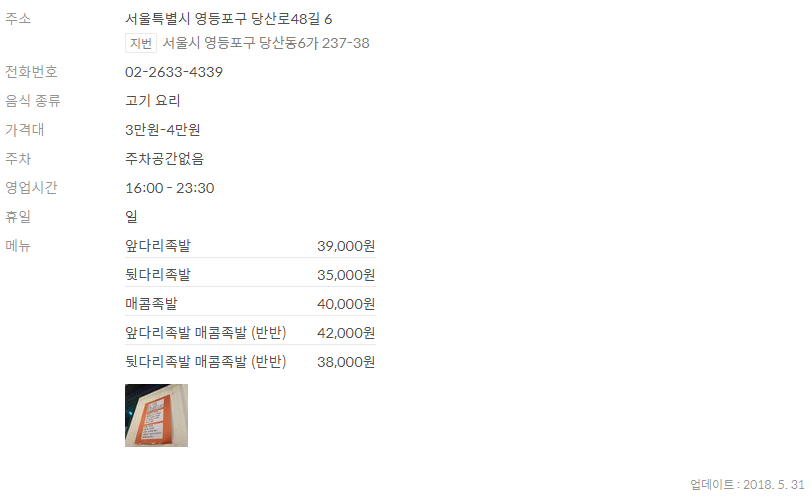 주소 서울특별시 영등포구 당산로48길 6
지번 서울시 영등포구 당산동6가 237-38
전화번호 02-2633-4339
음식 종류 고기 요리
가격대 3만원-4만원
주차 주차공간없음
영업시간 16:00 - 23:30
휴일 일
메뉴 앞다리족발 39,000원
뒷다리족발 35,000원
매콤족발 40,000원
앞다리족발 매콤족발 (반반) 42,000원
뒷다리족발 매콤족발 (반반) 38,000원
업데이트 : 2018. 5. 31